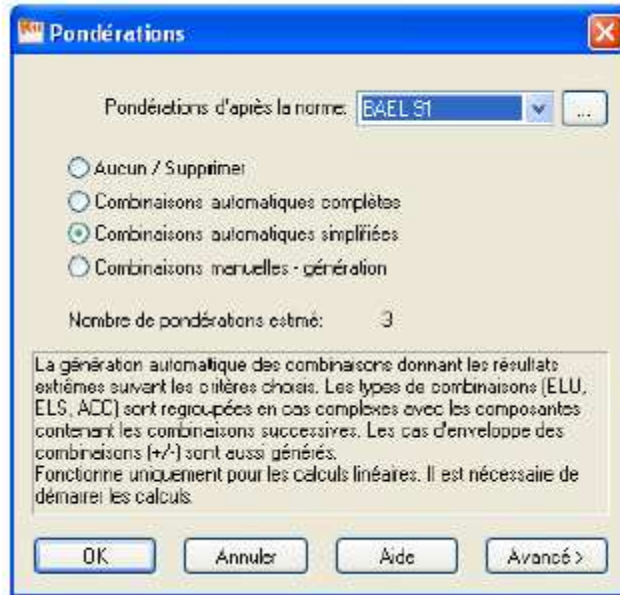 Pondérations
Pondérations d'après la norme: BAEL 91 ...
Aucun / Supprimer
Combinaisons automatiques complètes
Combinaisons automatiques simplifiées
Combinaisons manuelles - génération
Nombre de pondérations estimé: 3
La génération automatique des combinaisons donnant les résultats
extrêmes suivant les critères choisis. Les types de combinaisons (ELU,
ELS, ACC) sont regroupées en cas complexes avec les composantes
contenant les combinaisons successives. Les cas d'enveloppe des
combinaisons (+/-) sont aussi générés.
Fonctionne uniquement pour les calculs linéaires. Il est nécessaire de
démarrer les calculs.
OK Annuler Aide Avancé >